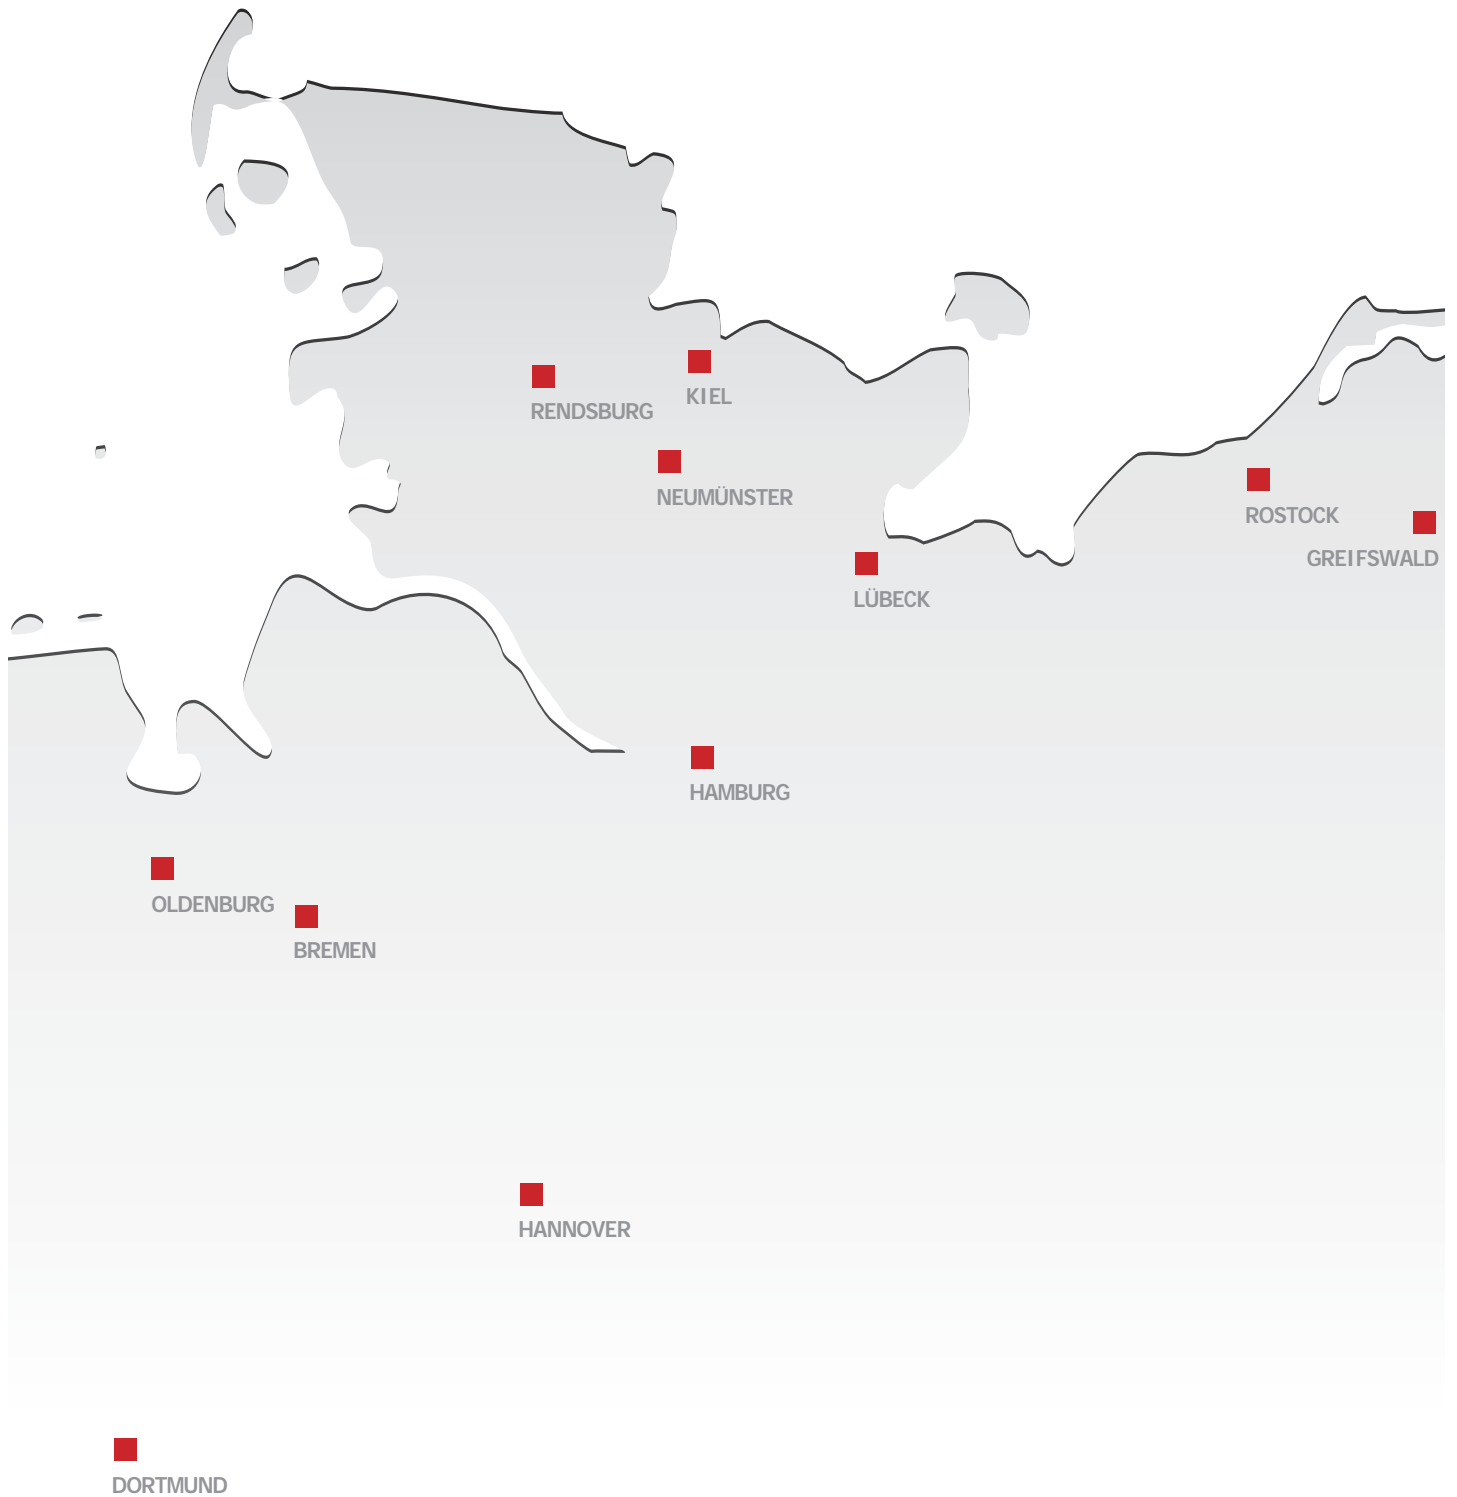 KIEL
RENDSBURG
NEUMÜNSTER
ROSTOCK
GREIFSWALD
LÜBECK
HAMBURG
OLDENBURG
BREMEN
HANNOVER
DORTMUND